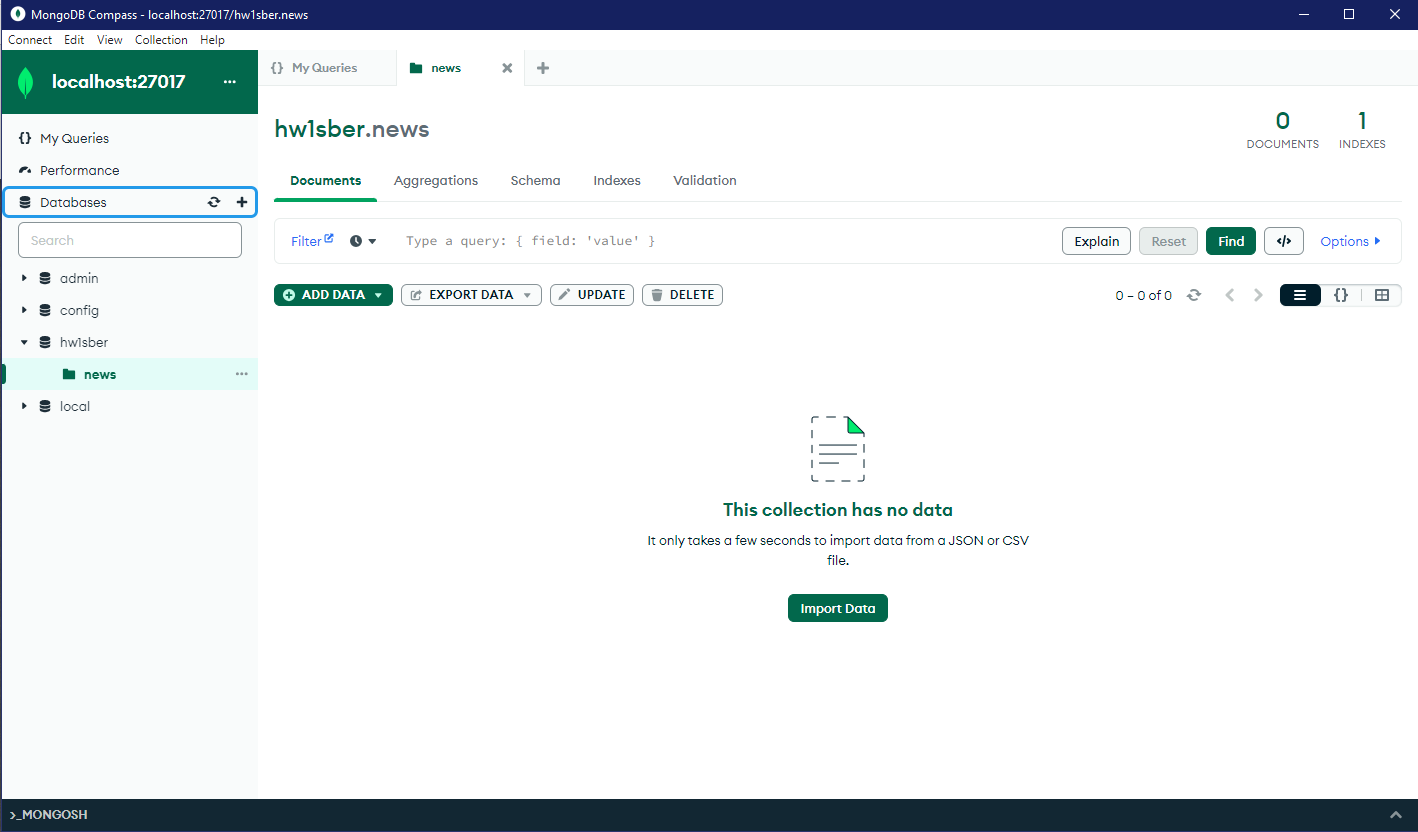 MongoDB Compass - localhost:27017/hw1sber.news
Connect Edit View Collection Help
localhost:27017
My Queries
Performance
Databases
Search
admin
config
hw1sber
news
local
{} My Queries
news
hw1sber.news
0
DOCUMENTS
1
INDEXES
Documents Aggregations Schema Indexes Validation
Filter
Type a query: { field: 'value' }
Explain Reset Find </> Options
ADD DATA EXPORT DATA UPDATE DELETE
0 – 0 of 0
{}
This collection has no data
It only takes a few seconds to import data from a JSON or CSV
file.
Import Data
>_MONGOSH